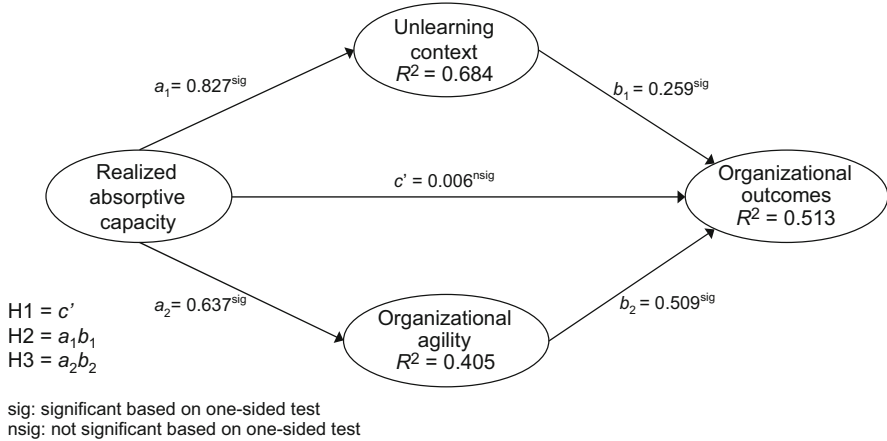 Unlearning
context
R² = 0.684
a₁= 0.827ˢⁱᵍ
b₁ = 0.259ˢⁱᵍ
Realized
absorptive
capacity
c' = 0.006ⁿˢⁱᵍ
Organizational
outcomes
R² = 0.513
a₂= 0.637ˢⁱᵍ
b₂ = 0.509ˢⁱᵍ
Organizational
agility
R² = 0.405
H1 = c'
H2 = a₁b₁
H3 = a₂b₂
sig: significant based on one-sided test
nsig: not significant based on one-sided test